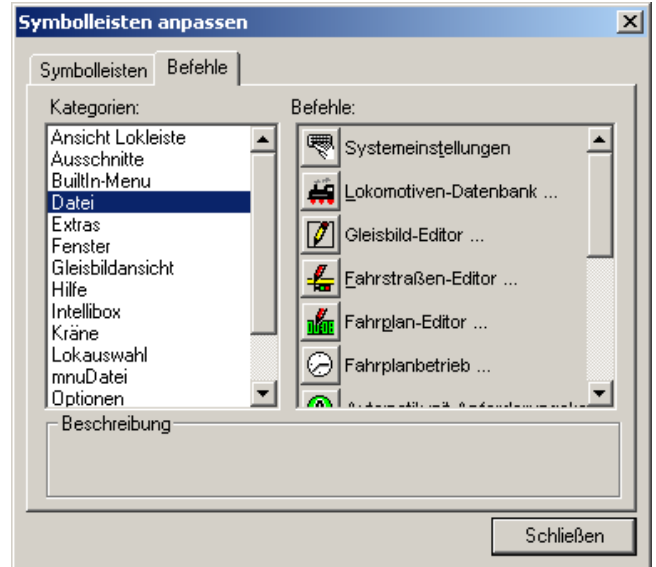 Symbolleisten anpassen
Symbolleisten
Befehle
Kategorien:
Ansicht Lokleiste
Ausschnitte
BuiltIn-Menu
Datei
Extras
Fenster
Gleisbildansicht
Hilfe
Intellibox
Kräne
Lokauswahl
mnuDatei
Optionen
Befehle:
Systemeinstellungen
Lokomotiven-Datenbank ...
Gleisbild-Editor ...
Fahrstraßen-Editor ...
Fahrplan-Editor ...
Fahrplanbetrieb ...
Beschreibung
Schließen